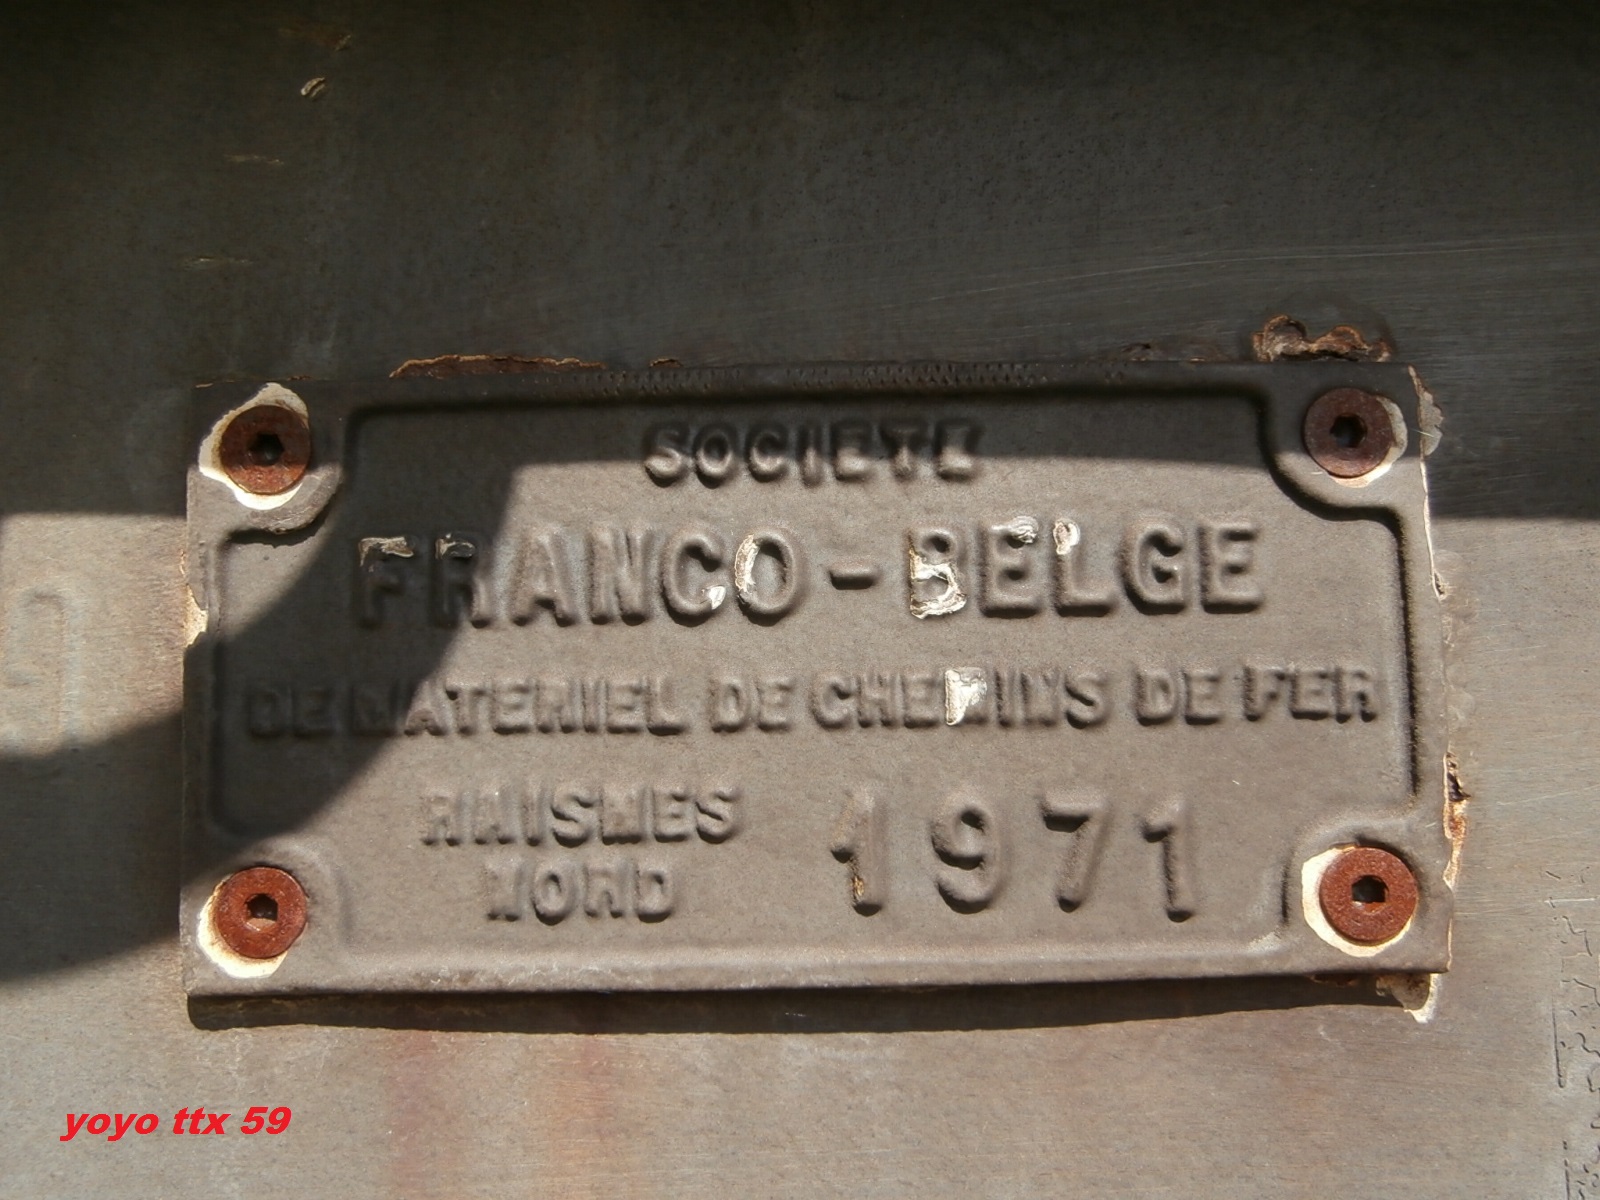 SOCIETE
FRANCO-BELGE
DE MATERIEL DE CHEMINS DE FER
RAISMES 1971
NORD
yoyo ttx 59